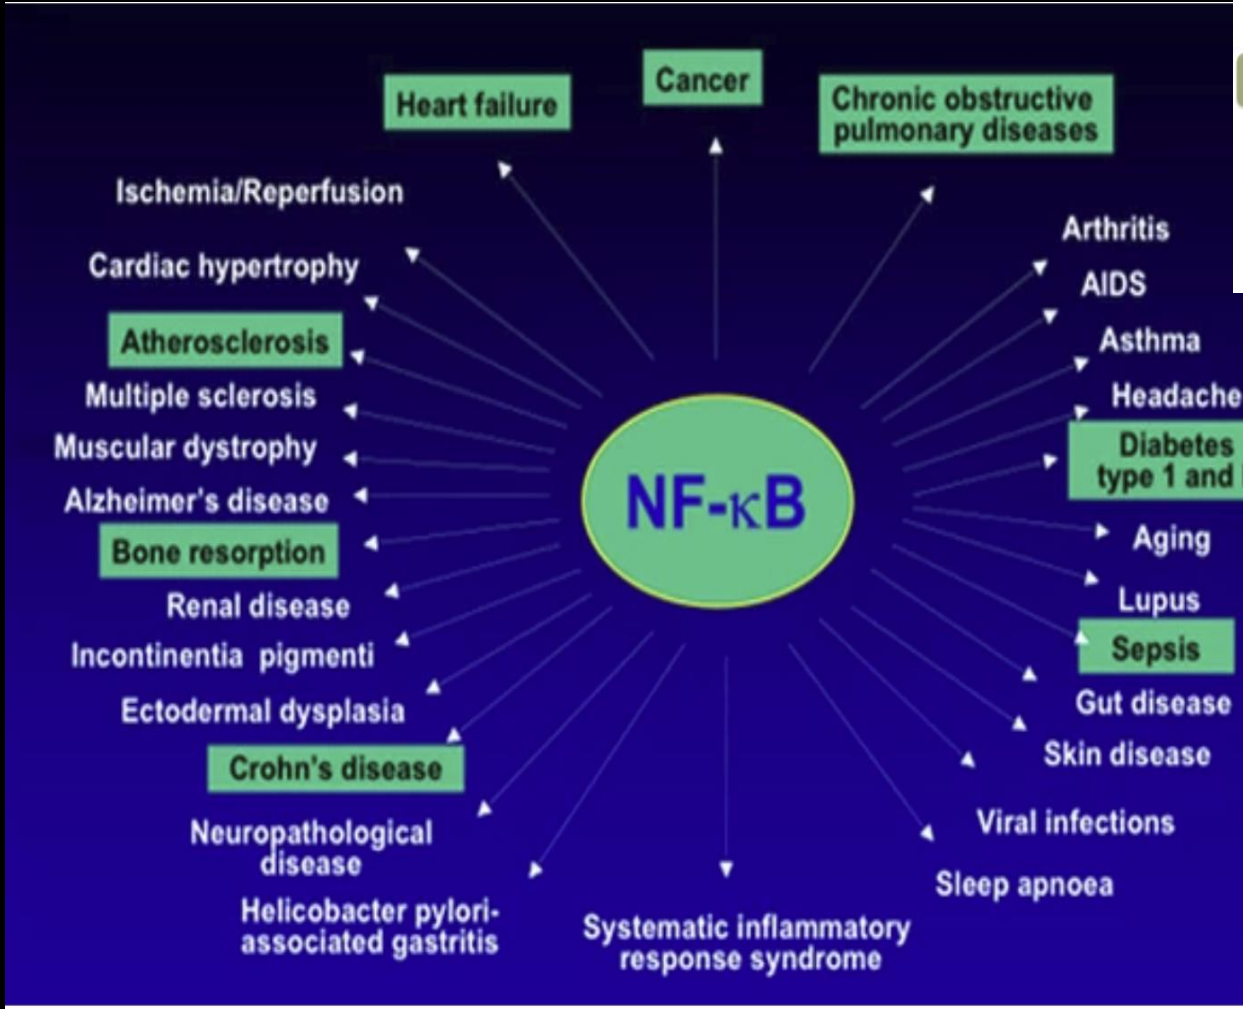 Cancer
Heart failure
Chronic obstructive
pulmonary diseases
Ischemia/Reperfusion
Cardiac hypertrophy
Atherosclerosis
Multiple sclerosis
Muscular dystrophy
Alzheimer's disease
Bone resorption
Renal disease
Incontinentia pigmenti
Ectodermal dysplasia
Crohn's disease
Neuropathological
disease
Helicobacter pylori-
associated gastritis
NF-κB
Systematic inflammatory
response syndrome
Arthritis
AIDS
Asthma
Headache
Diabetes
type 1 and
Aging
Lupus
Sepsis
Gut disease
Skin disease
Viral infections
Sleep apnoea